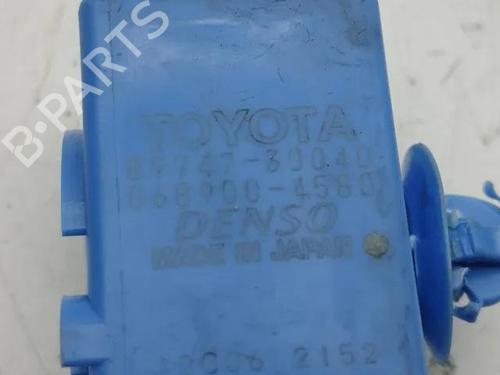 B-PARTS
TOYOTA
89747-30040
068900-4580
DENSO
MADE IN JAPAN
2152